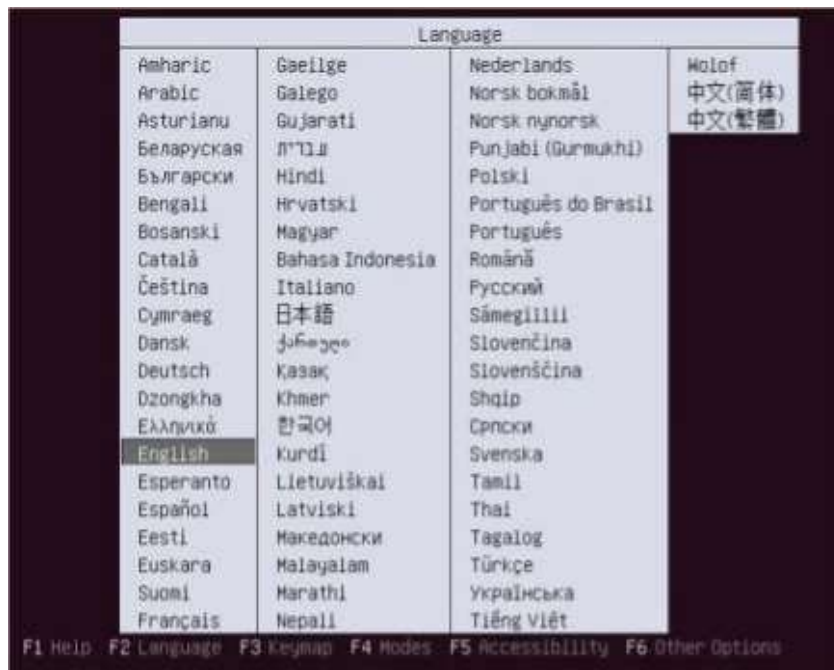 Language
Amharic
Arabic
Asturianu
Беларуская
Български
Bengali
Bosanski
Català
Čeština
Cymraeg
Dansk
Deutsch
Dzongkha
Ελληνικά
English
Esperanto
Español
Eesti
Euskara
Suomi
Français
Gaeilge
Galego
Gujarati
עברית
Hindi
Hrvatski
Magyar
Bahasa Indonesia
Italiano
日本語
ქართული
Қазақ
Khmer
한국어
Kurdî
Lietuviškai
Latviski
Македонски
Malayalam
Marathi
Nepali
Nederlands
Norsk bokmål
Norsk nynorsk
Punjabi (Gurmukhi)
Polski
Português do Brasil
Português
Română
Русский
Sámegillii
Slovenčina
Slovenščina
Shqip
Српски
Svenska
Tamil
Thai
Tagalog
Türkçe
Українська
Tiếng Việt
Wolof
中文(简体)
中文(繁體)
F1 Help F2 Language F3 Keymap F4 Modes F5 Accessibility F6 Other Options